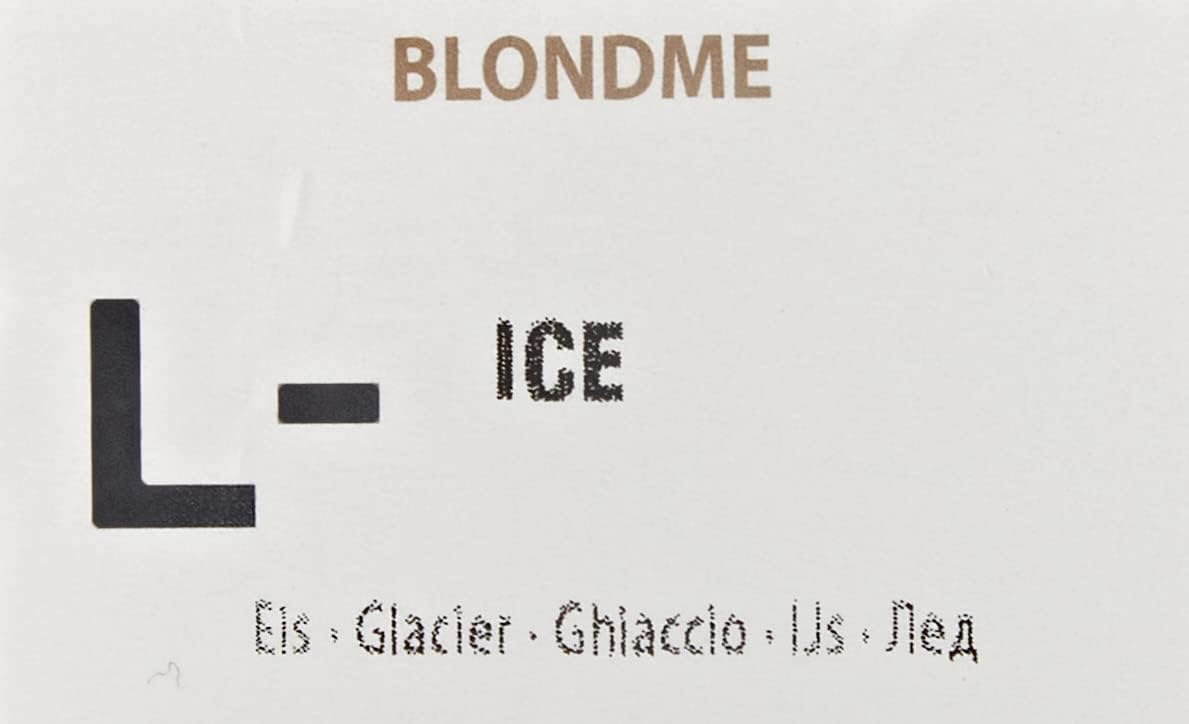 BLONDME
L- ICE
Eis · Glacier · Ghiaccio · IJs · Лед